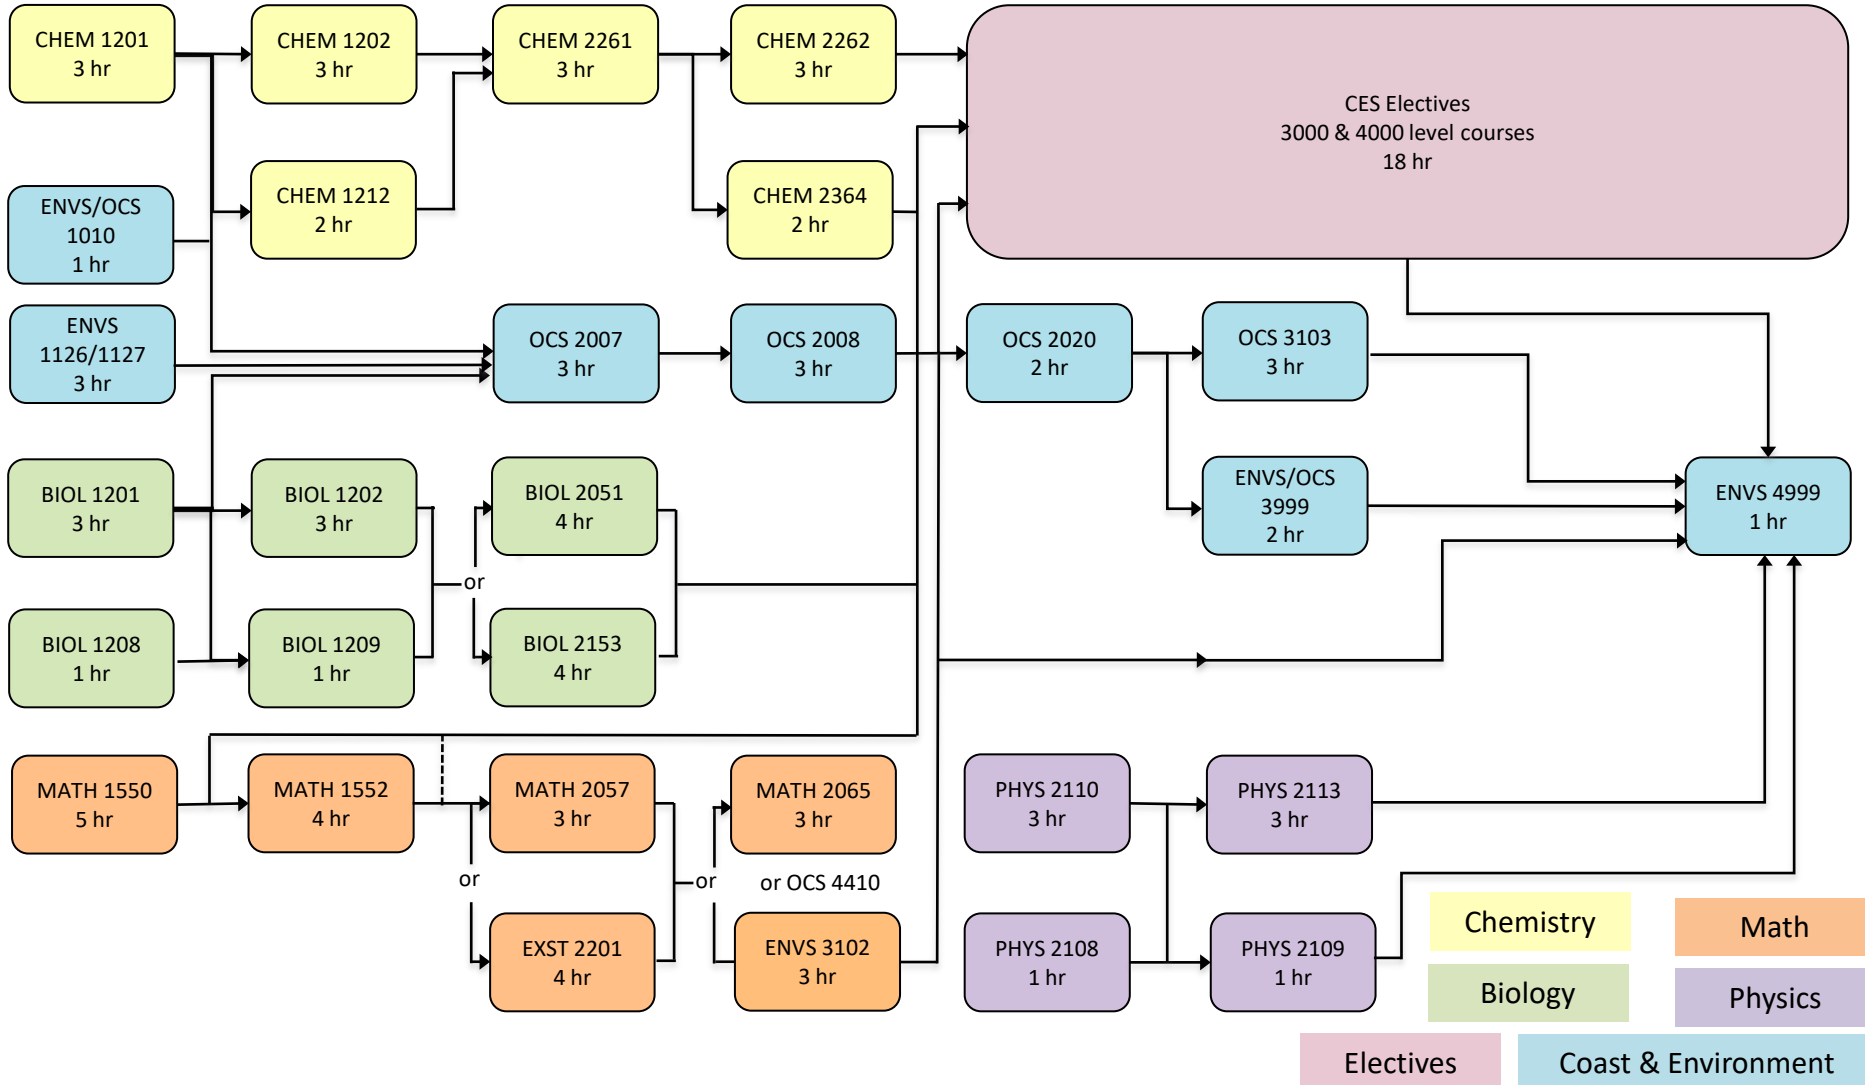 CHEM 1201
3 hr
CHEM 1202
3 hr
CHEM 2261
3 hr
CHEM 2262
3 hr
CES Electives
3000 & 4000 level courses
18 hr
ENVS/OCS
1010
1 hr
CHEM 1212
2 hr
CHEM 2364
2 hr
ENVS
1126/1127
3 hr
OCS 2007
3 hr
OCS 2008
3 hr
OCS 2020
2 hr
OCS 3103
3 hr
BIOL 1201
3 hr
BIOL 1202
3 hr
or
BIOL 2051
4 hr
ENVS/OCS
3999
2 hr
ENVS 4999
1 hr
BIOL 1208
1 hr
BIOL 1209
1 hr
BIOL 2153
4 hr
MATH 1550
5 hr
MATH 1552
4 hr
MATH 2057
3 hr
MATH 2065
3 hr
PHYS 2110
3 hr
PHYS 2113
3 hr
or
or
or OCS 4410
EXST 2201
4 hr
ENVS 3102
3 hr
PHYS 2108
1 hr
PHYS 2109
1 hr
Chemistry
Math
Biology
Physics
Electives
Coast & Environment